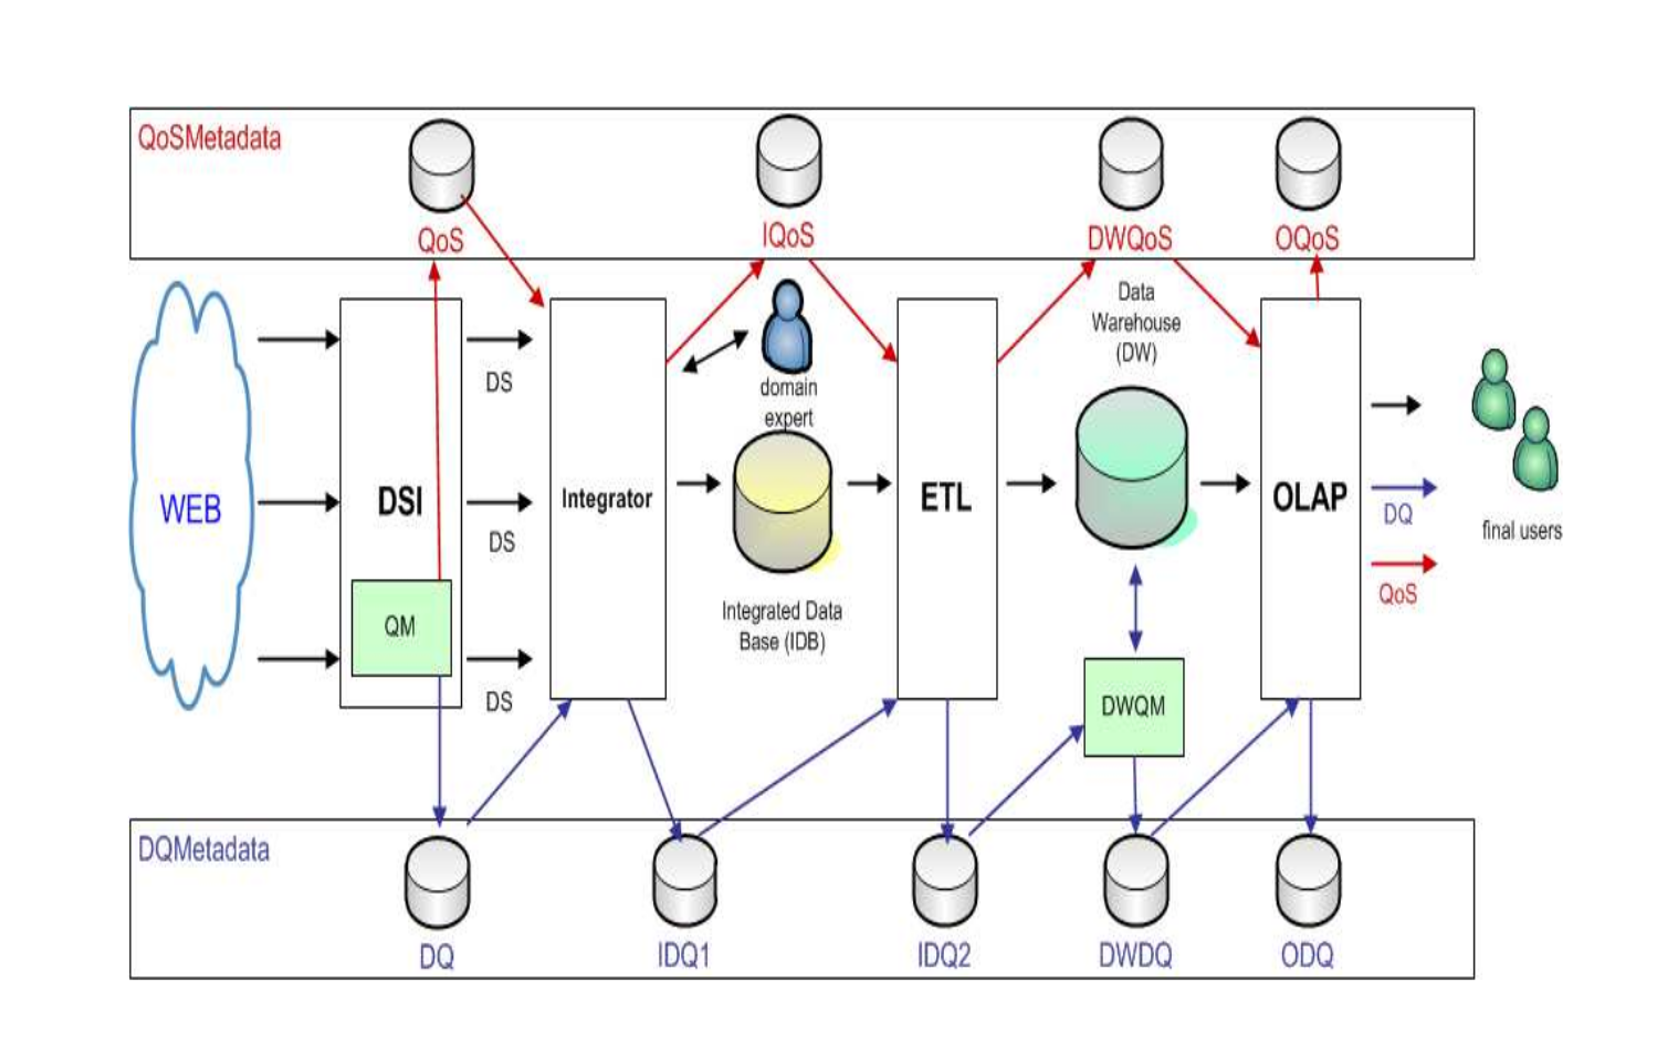 QoSMetadata
QoS
IQoS
DWQoS
OQoS
WEB
DSI
QM
DS
DS
DS
Integrator
domain
expert
Integrated Data
Base (IDB)
ETL
Data
Warehouse
(DW)
DWQM
OLAP
DQ
QoS
final users
DQMetadata
DQ
IDQ1
IDQ2
DWDQ
ODQ